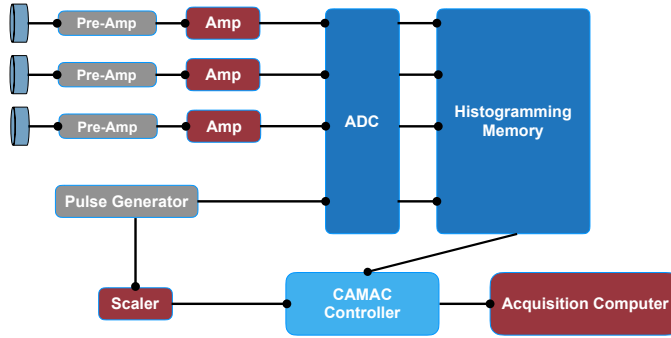 Pre-Amp
Amp
Pre-Amp
Amp
Pre-Amp
Amp
ADC
Histogramming
Memory
Pulse Generator
Scaler
CAMAC
Controller
Acquisition Computer